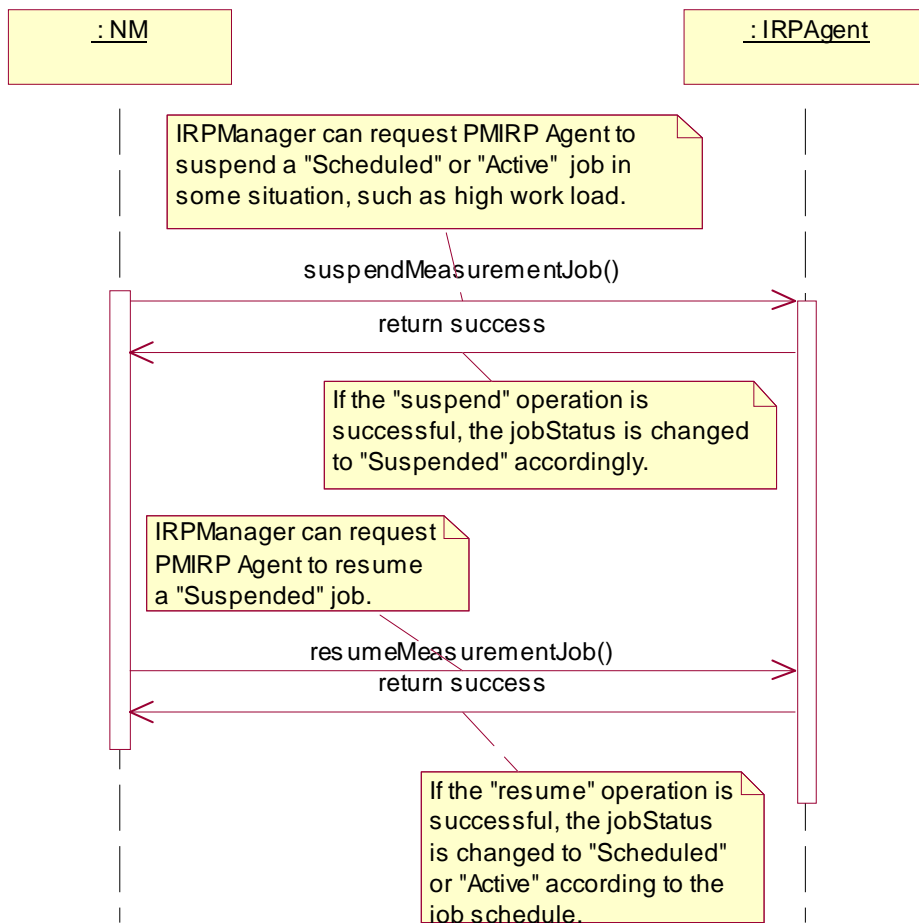 : NM
: IRPAgent
IRPManager can request PMIRP Agent to
suspend a "Scheduled" or "Active" job in
some situation, such as high work load.
suspendMeasurementJob()
return success
If the "suspend" operation is
successful, the jobStatus is changed
to "Suspended" accordingly.
IRPManager can request
PMIRP Agent to resume
a "Suspended" job.
resumeMeasurementJob()
return success
If the "resume" operation is
successful, the jobStatus
is changed to "Scheduled"
or "Active" according to the
job schedule.